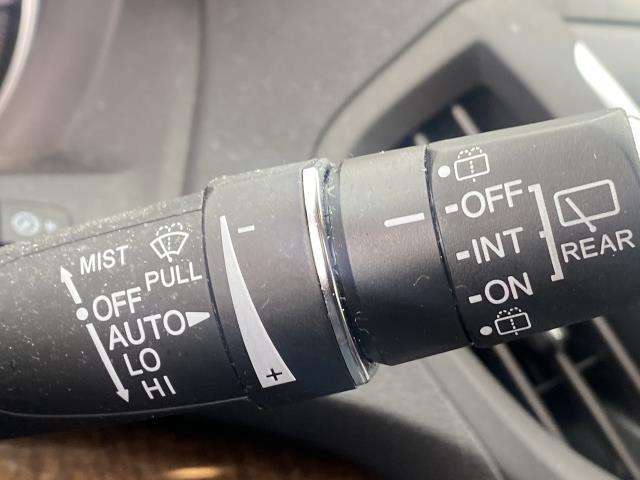 MIST
PULL
OFF
AUTO
LO
HI
-
+
-OFF
-INT
-ON
REAR